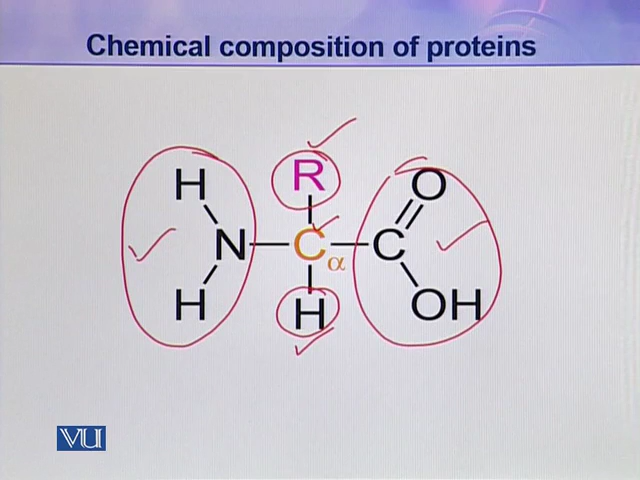 Chemical composition of proteins
H R O
N C α C
H H OH
VU